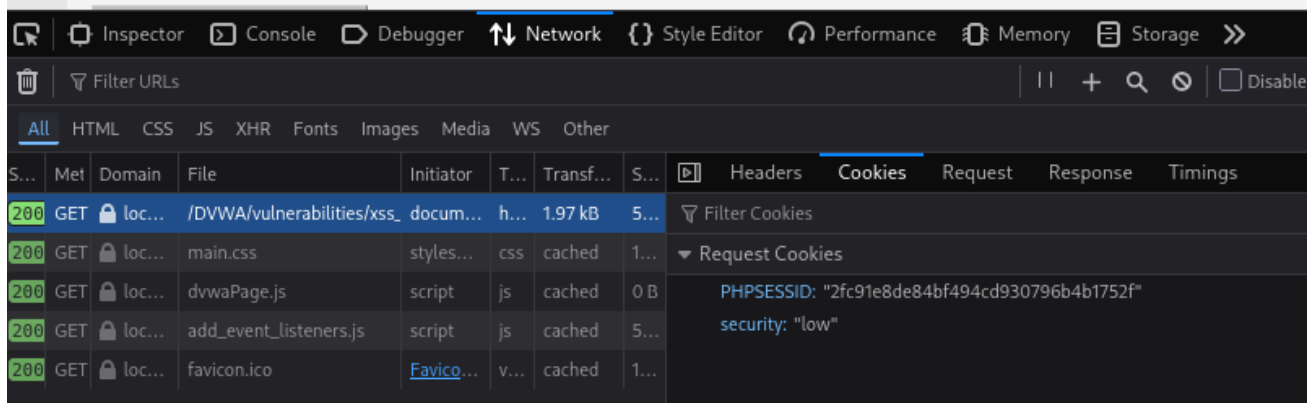 Inspector Console Debugger Network Style Editor Performance Memory Storage
Filter URLs Disable
All HTML CSS JS XHR Fonts Images Media WS Other
S... Met Domain File Initiator T... Transf... S... Headers Cookies Request Response Timings
200 GET loc... /DVWA/vulnerabilities/xss_ docum... h... 1.97 kB 5... Filter Cookies
200 GET loc... main.css styles... css cached 1... Request Cookies
200 GET loc... dvwaPage.js script js cached 0 B PHPSESSID: "2fc91e8de84bf494cd930796b4b1752f"
200 GET loc... add_event_listeners.js script js cached 5... security: "low"
200 GET loc... favicon.ico Favico... v... cached 1...